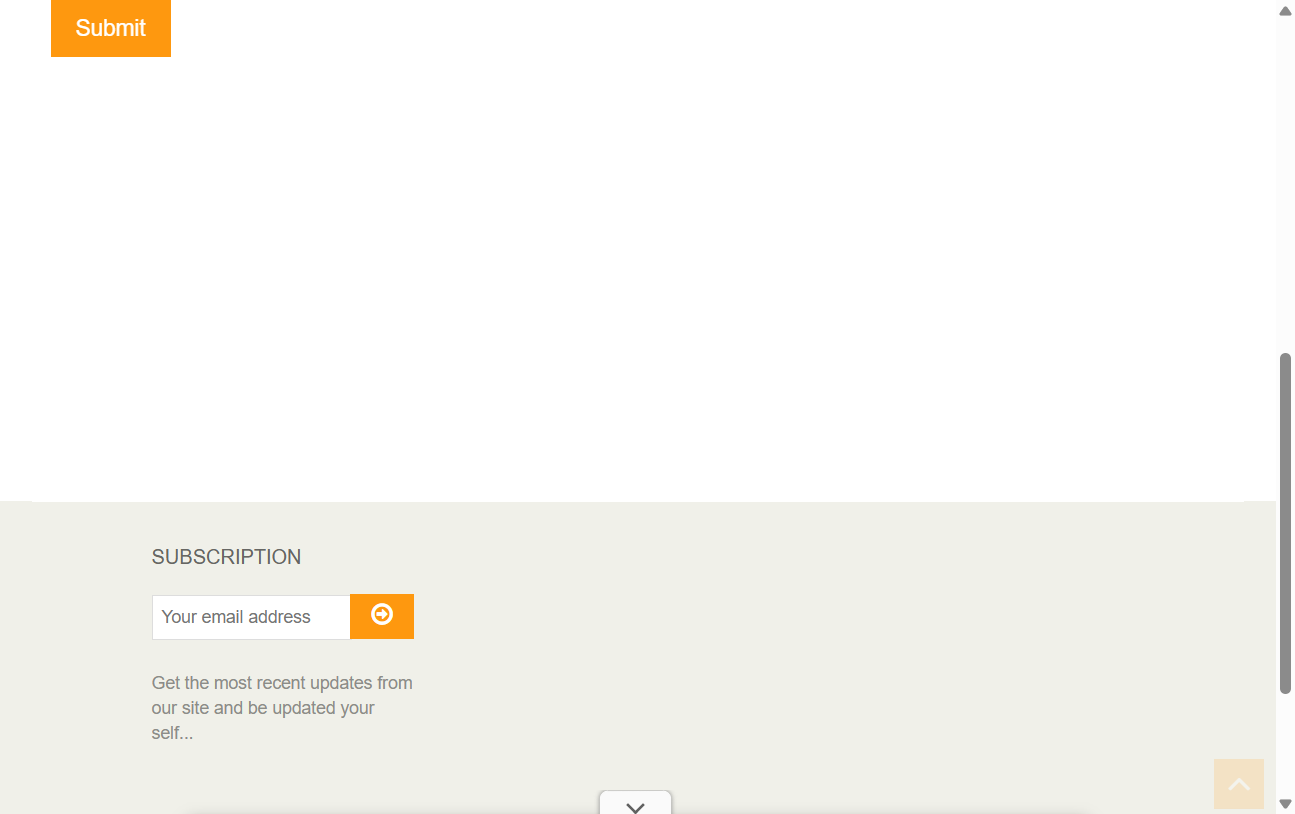 Submit
SUBSCRIPTION
Your email address
Get the most recent updates from
our site and be updated your
self...